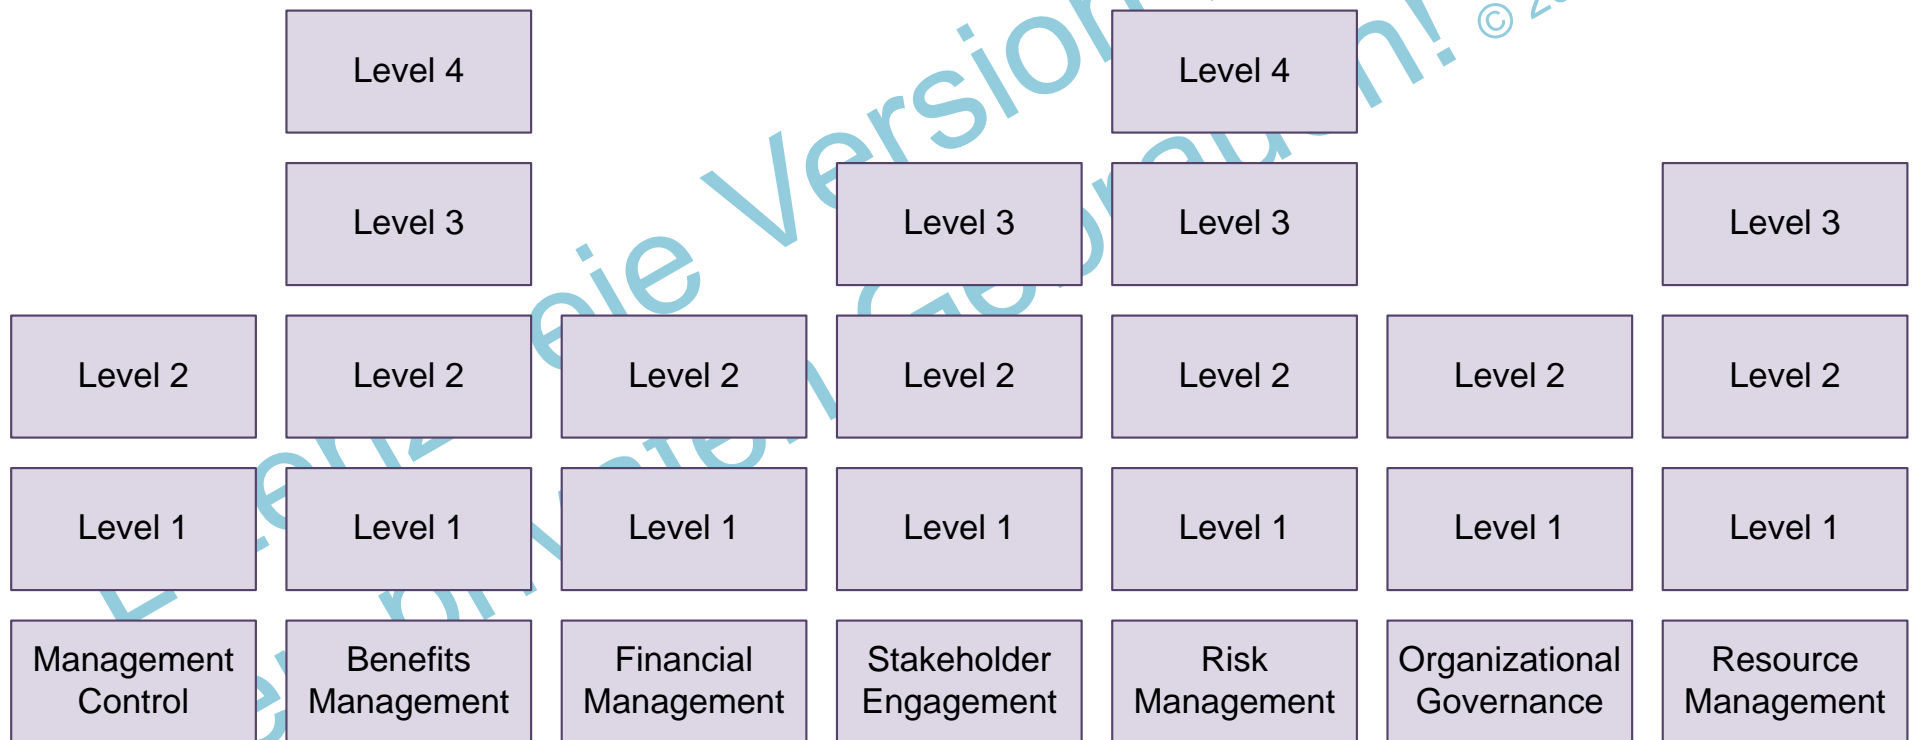 Level 4
Level 4
Level 3
Level 3
Level 3
Level 3
Level 2
Level 2
Level 2
Level 2
Level 2
Level 2
Level 2
Level 1
Level 1
Level 1
Level 1
Level 1
Level 1
Level 1
Management
Control
Benefits
Management
Financial
Management
Stakeholder
Engagement
Risk
Management
Organizational
Governance
Resource
Management
Version
©